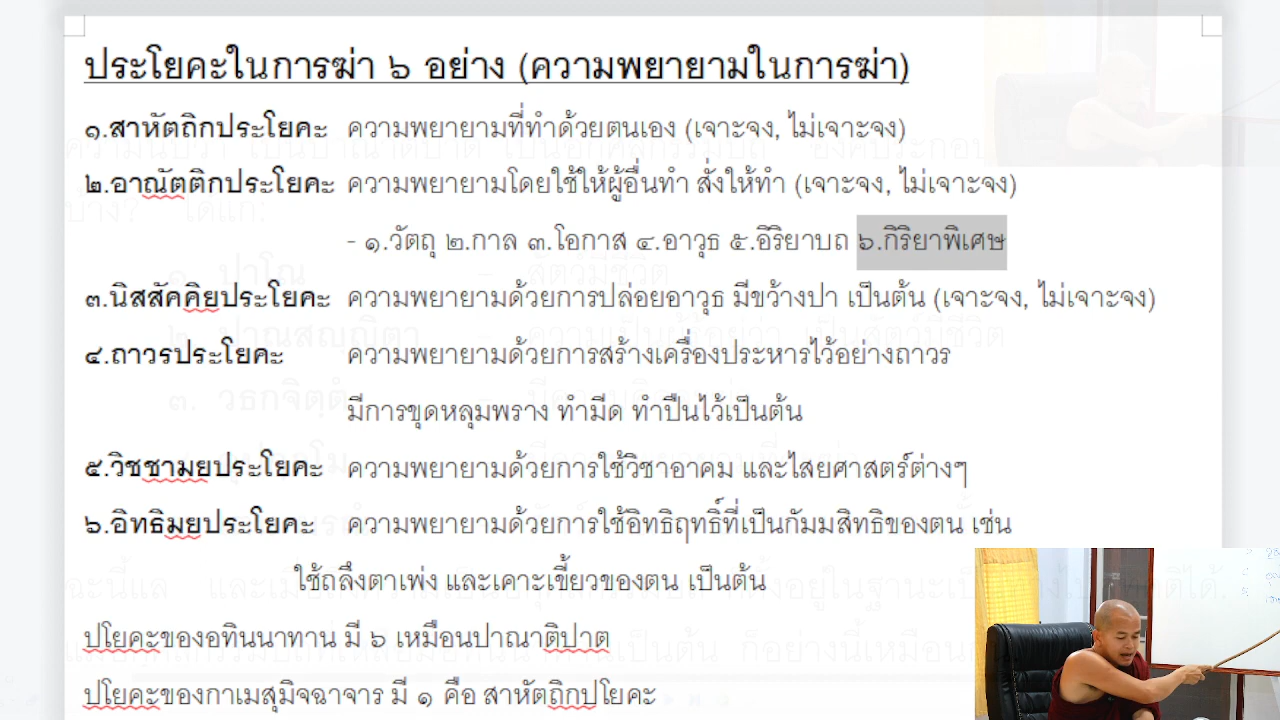 ประโยคะในการฆ่า ๖ อย่าง (ความพยายามในการฆ่า)
๑.สาหัตถิกประโยคะ ความพยายามที่ทำด้วยตนเอง (เจาะจง, ไม่เจาะจง)
๒.อาณัตติกประโยคะ ความพยายามโดยใช้ให้ผู้อื่นทำ สั่งให้ทำ (เจาะจง, ไม่เจาะจง)
- ๑.วัตถุ ๒.กาล ๓.โอกาส ๔.อาวุธ ๕.อิริยาบถ ๖.กิริยาพิเศษ
๓.นิสสัคคิยประโยคะ ความพยายามด้วยการปล่อยอาวุธ มีขว้างปา เป็นต้น (เจาะจง, ไม่เจาะจง)
๔.ถาวรประโยคะ ความพยายามด้วยการสร้างเครื่องประหารไว้อย่างถาวร
มีการขุดหลุมพราง ทำมีด ทำปืนไว้เป็นต้น
๕.วิชชามยประโยคะ ความพยายามด้วยการใช้วิชาอาคม และไสยศาสตร์ต่างๆ
๖.อิทธิมยประโยคะ ความพยายามด้วยการใช้อิทธิฤทธิ์ที่เป็นกัมมสิทธิของตน เช่น
ใช้ถลึงตาเพ่ง และเคาะเขี้ยวของตน เป็นต้น
ปโยคะของอทินนาทาน มี ๖ เหมือนปาณาติปาต
ปโยคะของกาเมสุมิจฉาจาร มี ๑ คือ สาหัตถิกปโยคะ